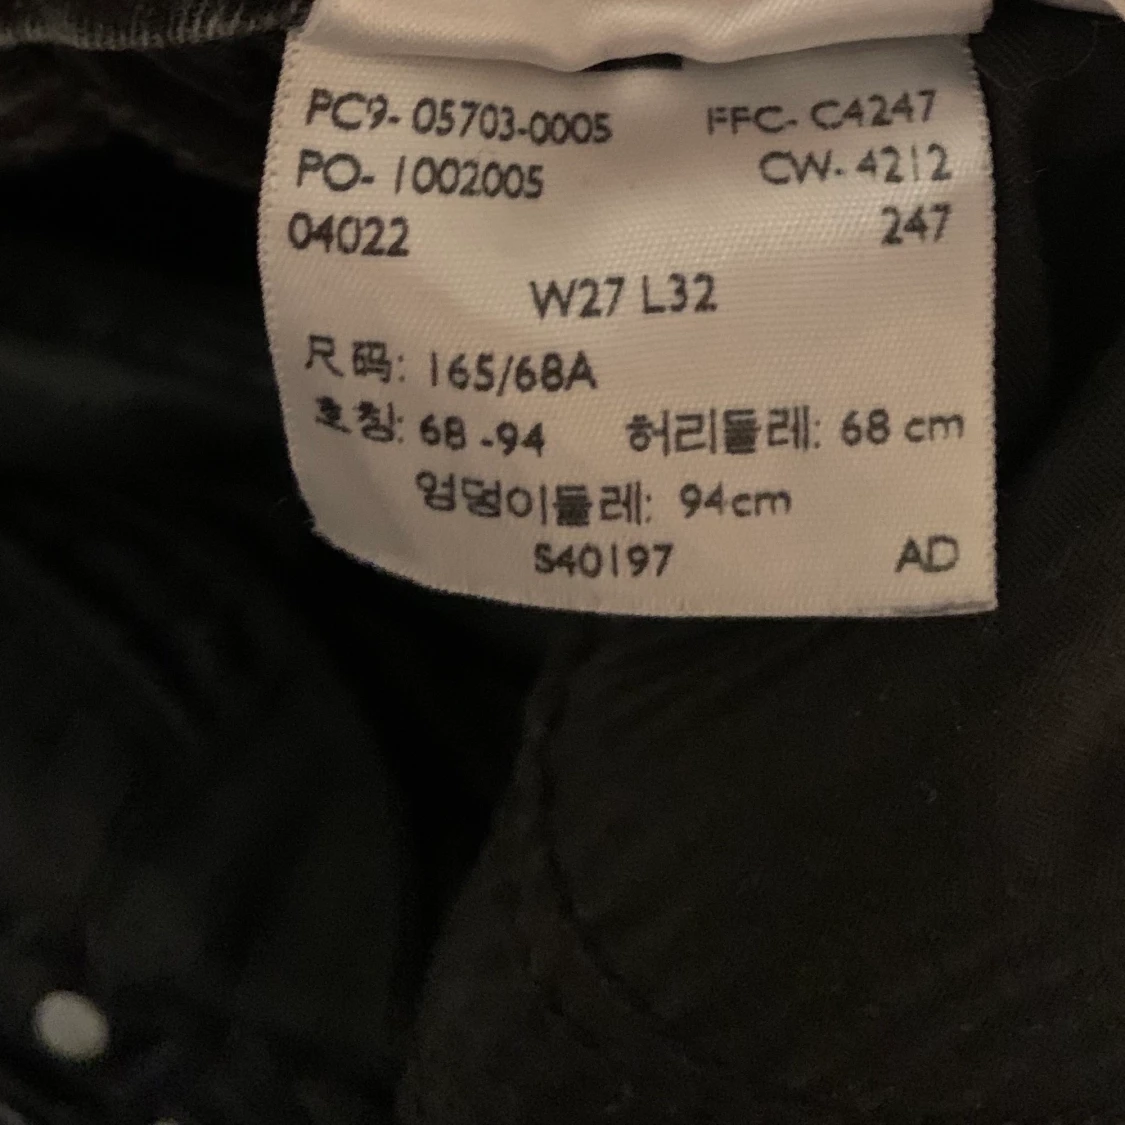 PC9- 05703-0005 FFC- C4247
PO- 1002005 CW- 4212
04022 247
W27 L32
尺码: 165/68A
호칭: 68 -94 허리둘레: 68 cm
엉덩이둘레: 94cm
S40197 AD